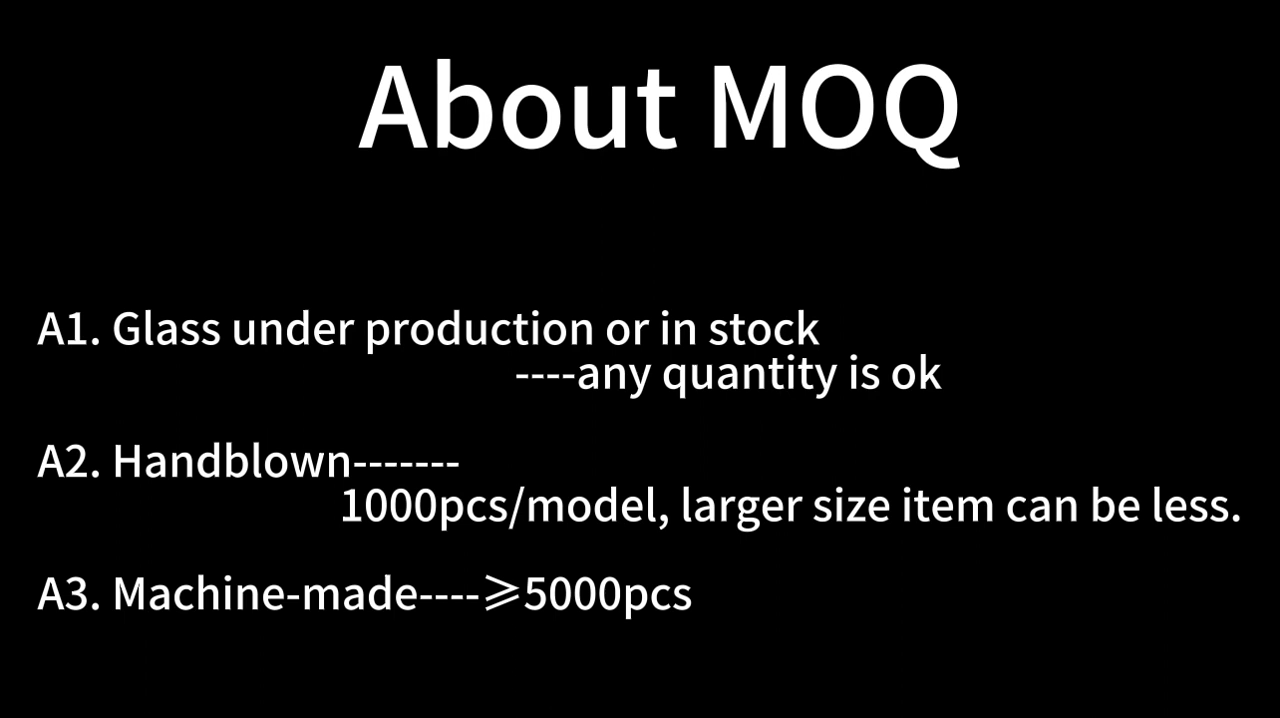 About MOQ
A1. Glass under production or in stock
----any quantity is ok
A2. Handblown-------
1000pcs/model, larger size item can be less.
A3. Machine-made----⩾5000pcs